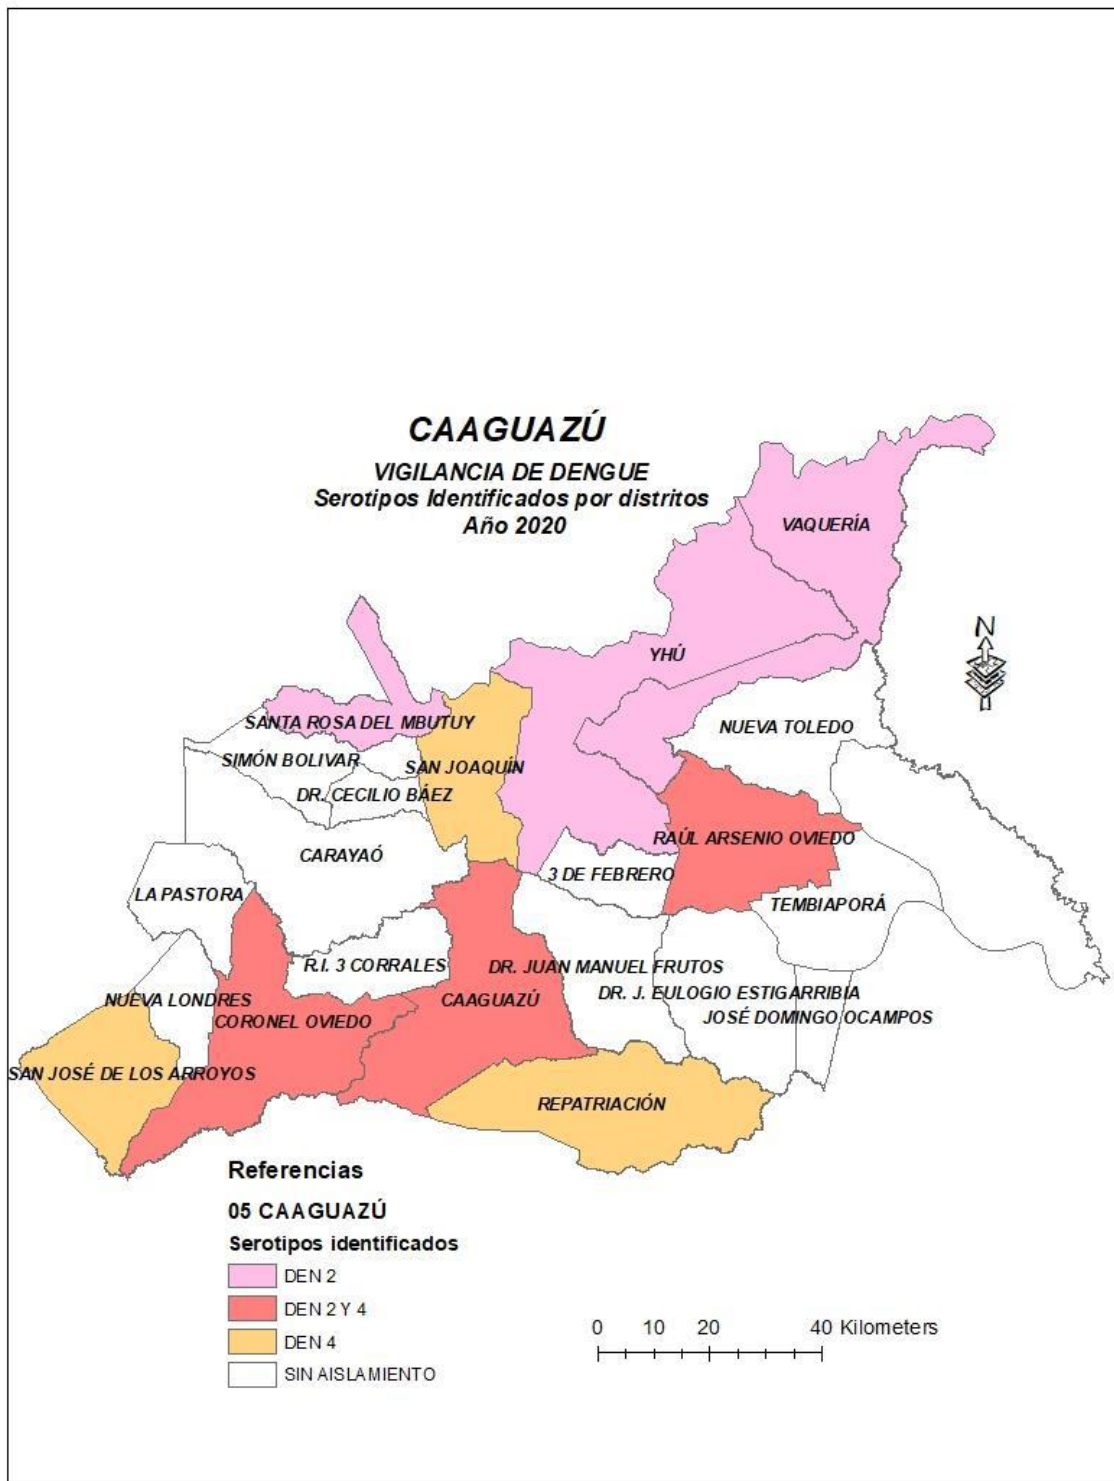 CAAGUAZÚ
VIGILANCIA DE DENGUE
Serotipos Identificados por distritos
Año 2020
VAQUERÍA
N
YHÚ
SANTA ROSA DEL MBUTUY
NUEVA TOLEDO
SIMÓN BOLIVAR
SAN JOAQUÍN
DR. CECILIO BÁEZ
RAÚL ARSENIO OVIEDO
CARAYAÓ
3 DE FEBRERO
LA PASTORA
TEMBIAPORÁ
R.I. 3 CORRALES
DR. JUAN MANUEL FRUTOS
DR. J. EULOGIO ESTIGARRIBIA
NUEVA LONDRES
CAAGUAZÚ
JOSÉ DOMINGO OCAMPOS
CORONEL OVIEDO
SAN JOSÉ DE LOS ARROYOS
REPATRIACIÓN
Referencias
05 CAAGUAZÚ
Serotipos identificados
DEN 2
DEN 2 Y 4
DEN 4
SIN AISLAMIENTO
0 10 20 40 Kilometers